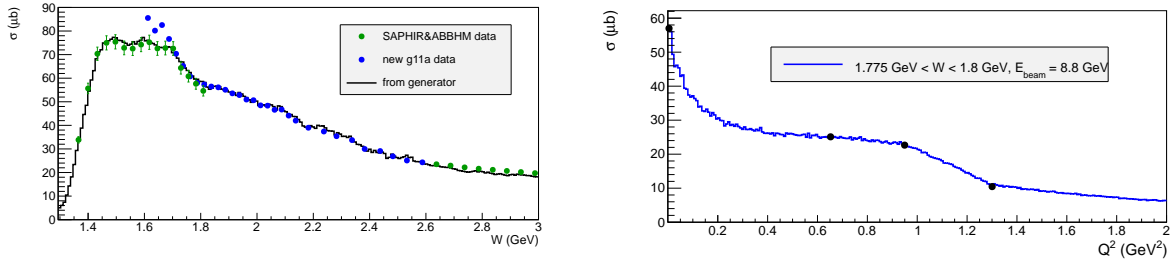 σ (μb)
90
80
70
60
50
40
30
20
10
0
1.4 1.6 1.8 2 2.2 2.4 2.6 2.8 3
W (GeV)
SAPHIR&ABBHM data
new g11a data
from generator
σ (μb)
60
50
40
30
20
10
0
0.2 0.4 0.6 0.8 1 1.2 1.4 1.6 1.8 2
Q² (GeV²)
1.775 GeV < W < 1.8 GeV, E_beam = 8.8 GeV